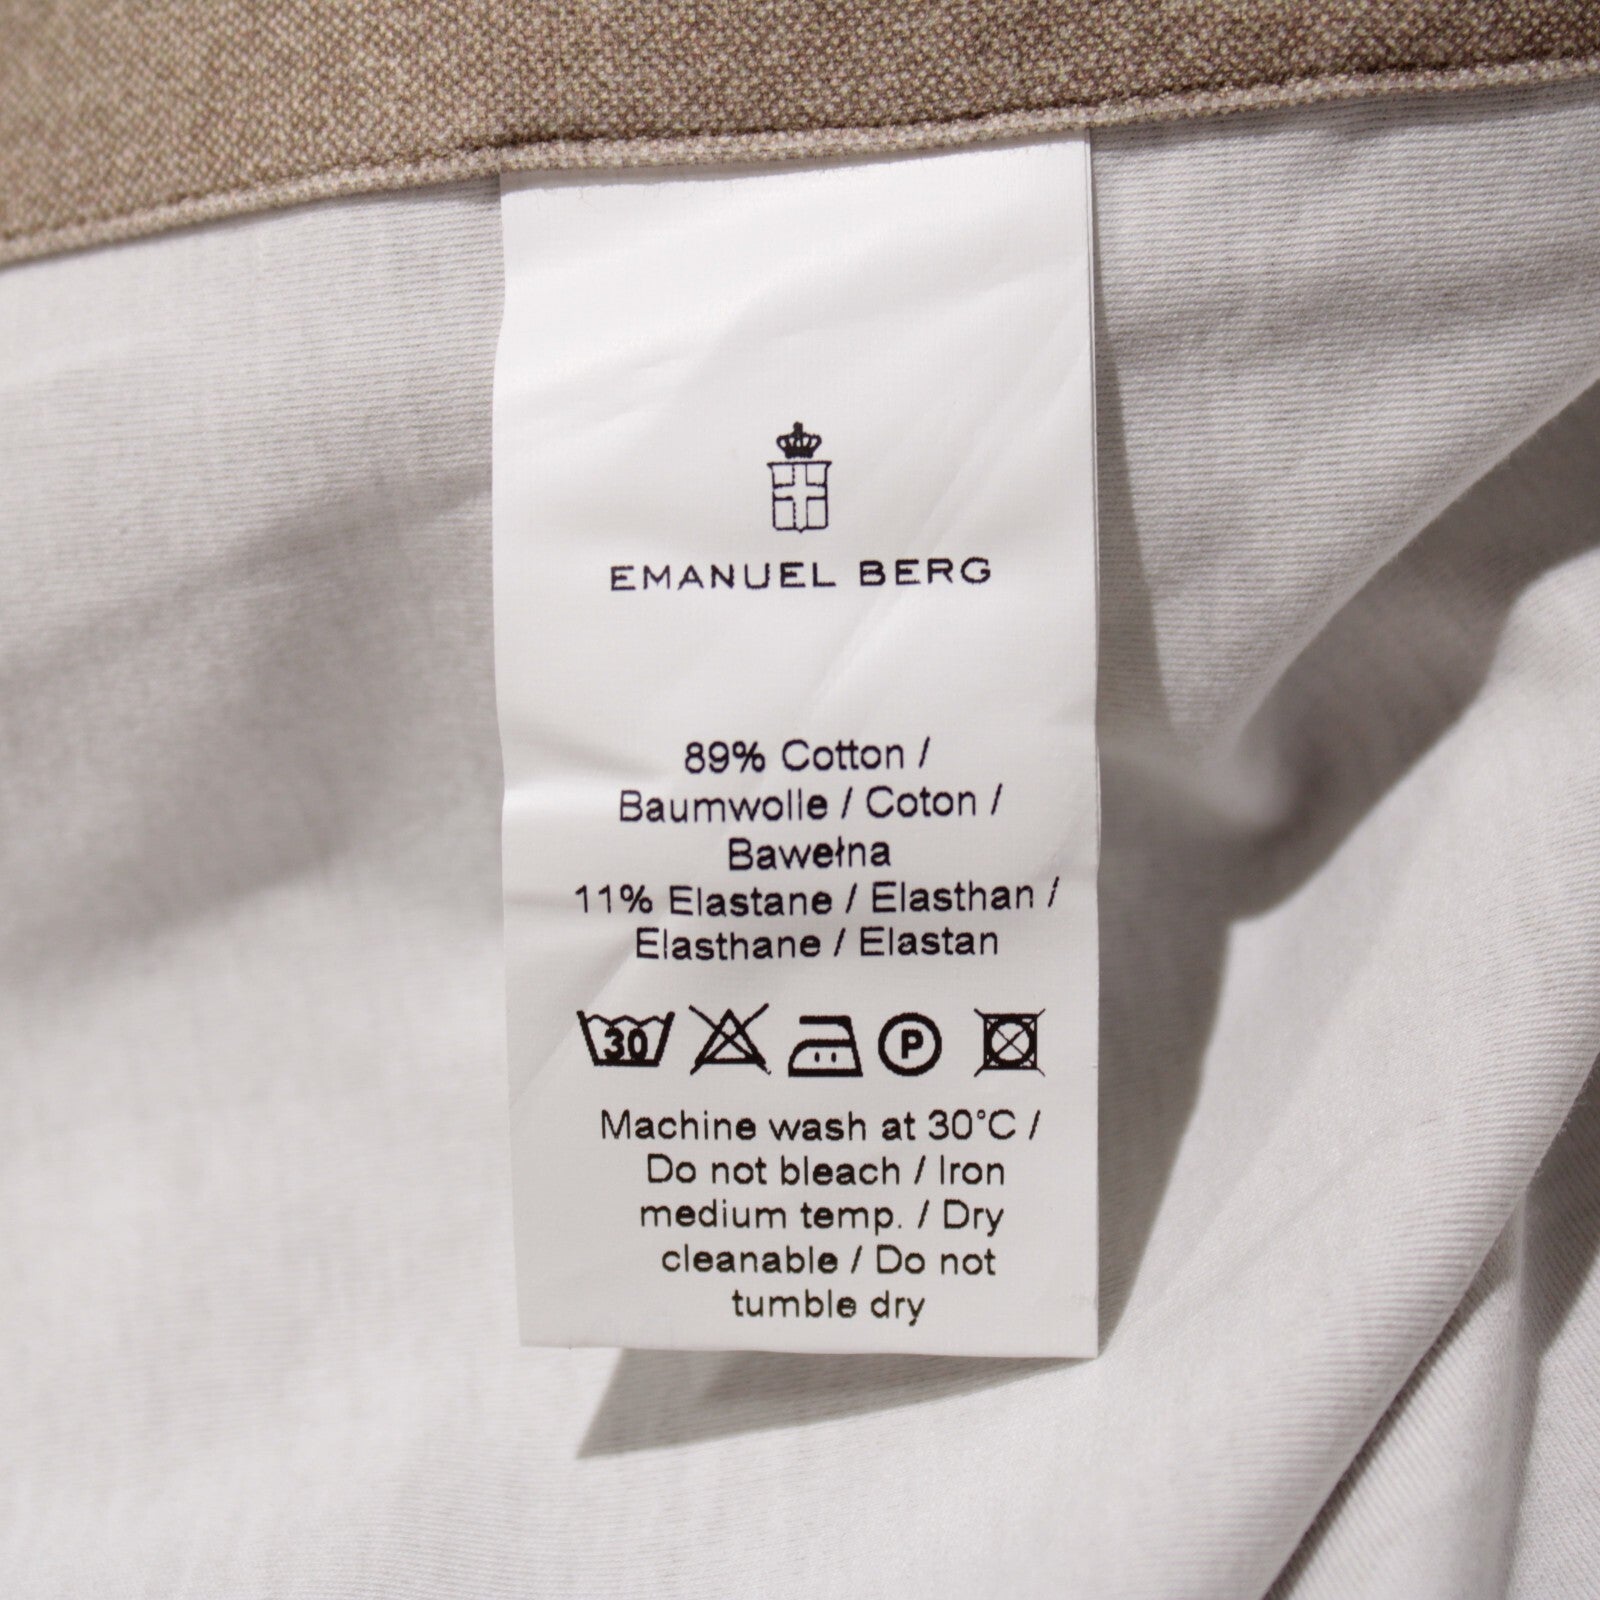 EMANUEL BERG
89% Cotton /
Baumwolle / Coton /
Bawełna
11% Elastane / Elasthan /
Elasthane / Elastan
30 P
Machine wash at 30°C /
Do not bleach / Iron
medium temp. / Dry
cleanable / Do not
tumble dry